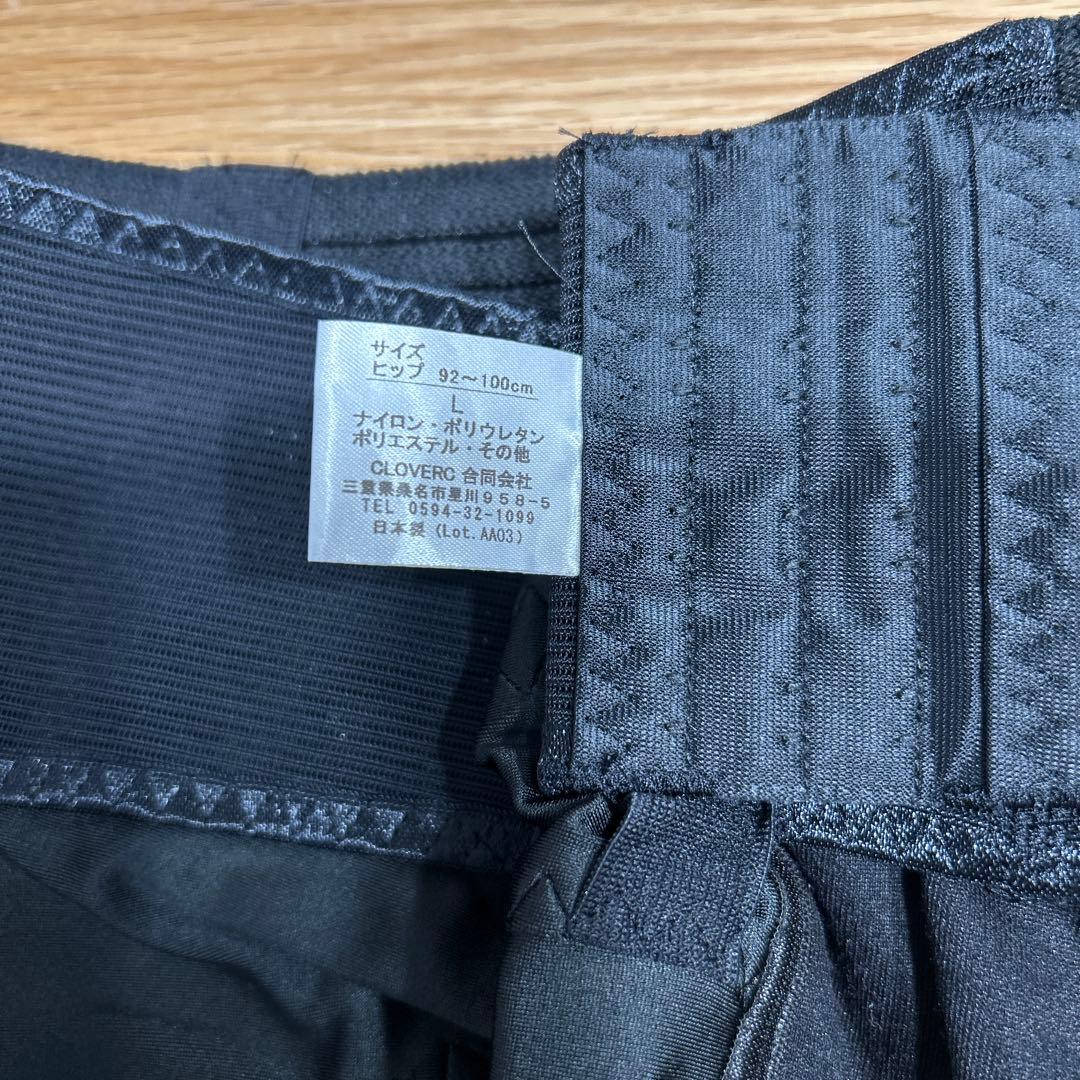 サイズ
ヒップ 92～100cm
L
ナイロン・ポリウレタン
ポリエステル・その他
CLOVERC 合同会社
三重県桑名市星川958-5
TEL 0594-32-1099
日本製 (Lot.AA03)